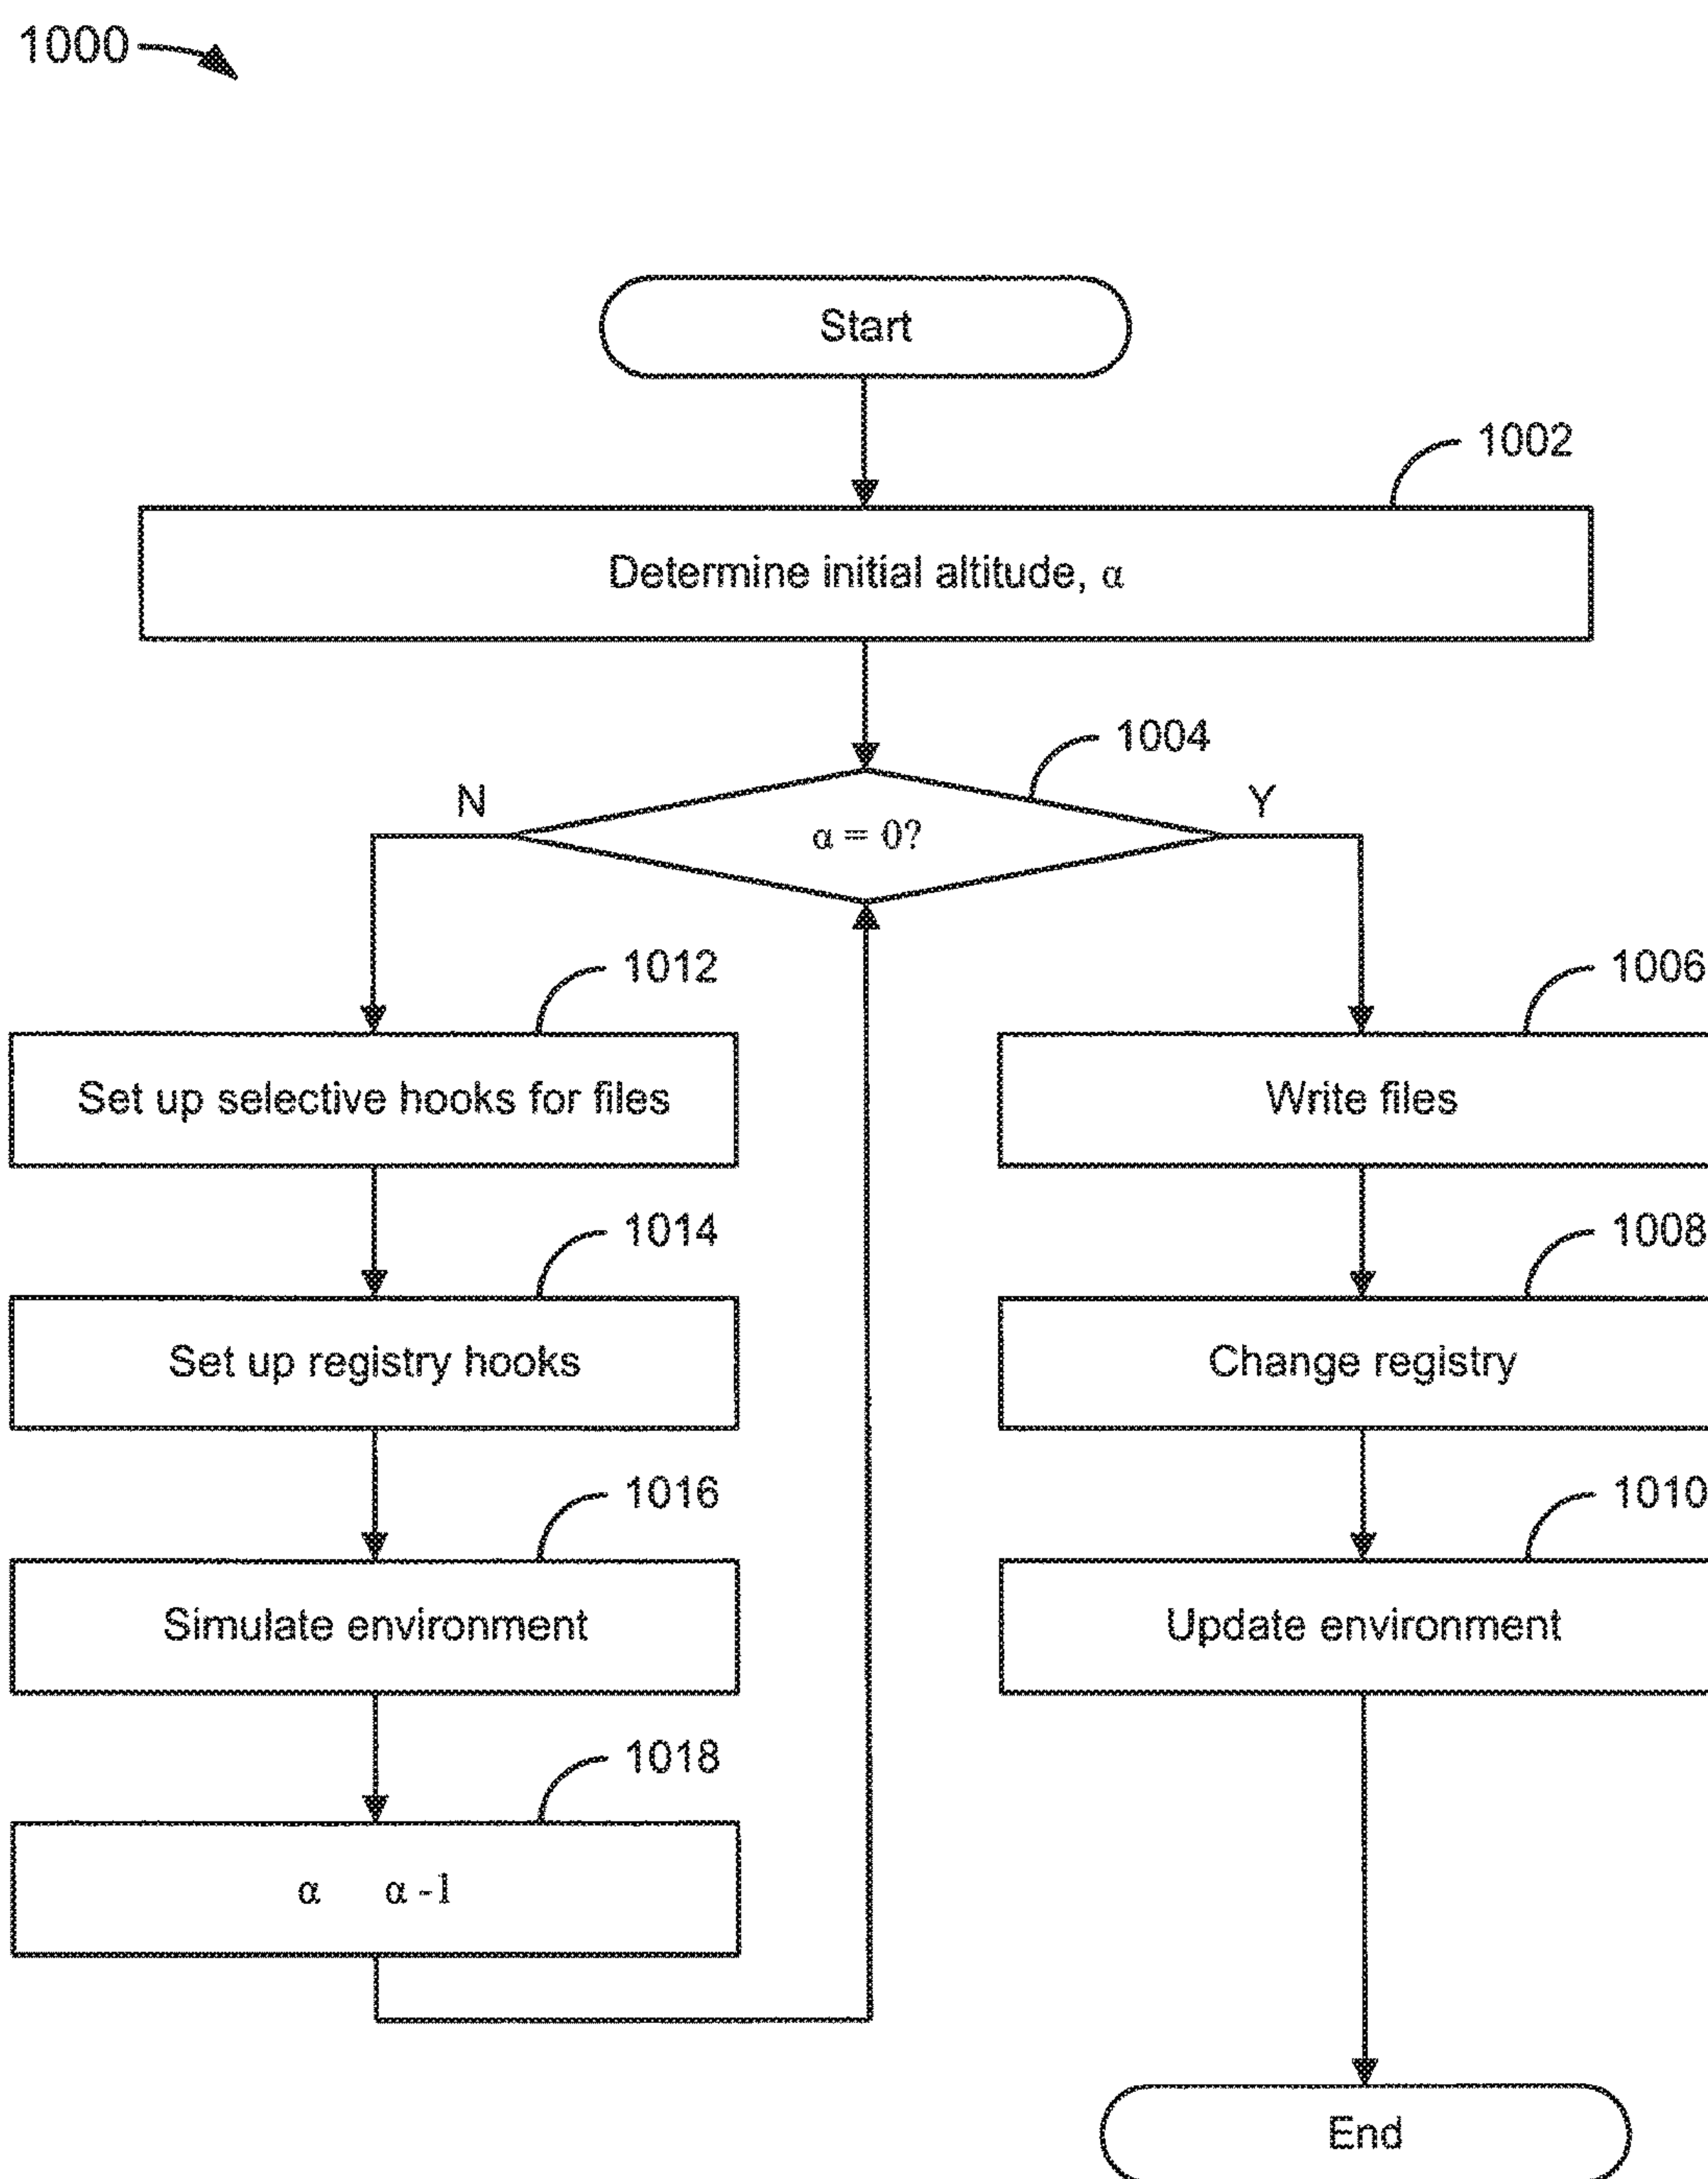 1000
Start
1002
Determine initial altitude, α
1004
N
Y
α = 0?
1012
1006
Set up selective hooks for files
Write files
1014
1008
Set up registry hooks
Change registry
1016
1010
Simulate environment
Update environment
1018
α α -1
End